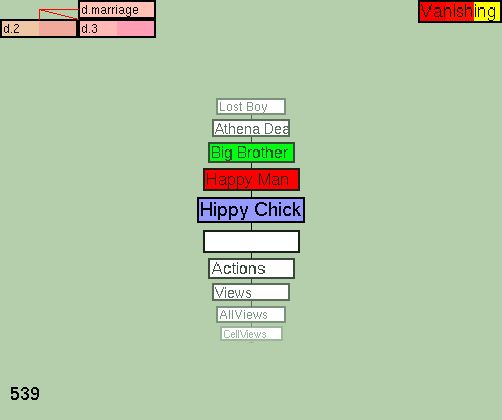 d.marriage
Vanishing
d.2
d.3
Lost Boy
Athena Dea
Big Brother
Happy Man
Hippy Chick
Actions
Views
AllViews
CellViews
539